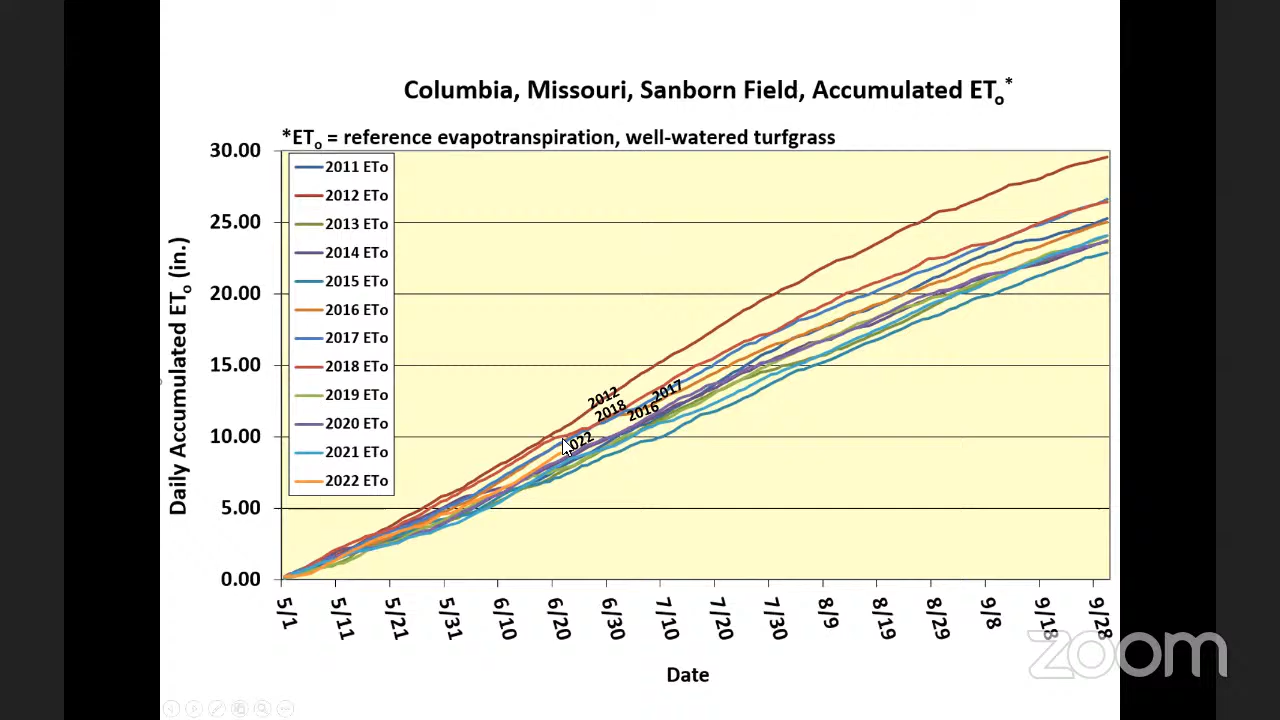 Columbia, Missouri, Sanborn Field, Accumulated ETo*
*ETo = reference evapotranspiration, well-watered turfgrass
Daily Accumulated ETo (in.)
30.00
25.00
20.00
15.00
10.00
5.00
0.00
2011 ETo
2012 ETo
2013 ETo
2014 ETo
2015 ETo
2016 ETo
2017 ETo
2018 ETo
2019 ETo
2020 ETo
2021 ETo
2022 ETo
2012
2018
2017
2016
022
5/1
5/11
5/21
5/31
6/10
6/20
6/30
7/10
7/20
7/30
8/9
8/19
8/29
9/8
9/18
9/28
Date
zoom